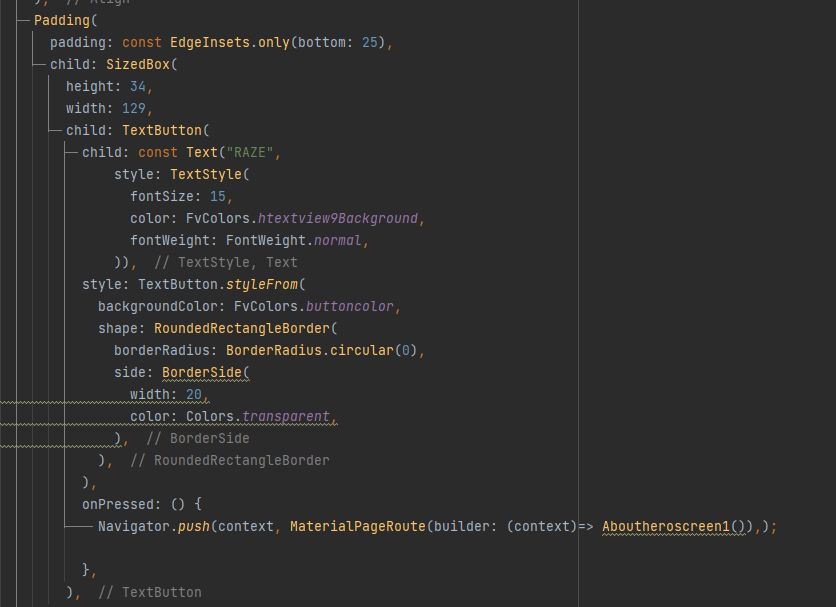 ), // Align
Padding(
padding: const EdgeInsets.only(bottom: 25),
child: SizedBox(
height: 34,
width: 129,
child: TextButton(
child: const Text("RAZE",
style: TextStyle(
fontSize: 15,
color: FvColors.htextview9Background,
fontWeight: FontWeight.normal,
)), // TextStyle, Text
style: TextButton.styleFrom(
backgroundColor: FvColors.buttoncolor,
shape: RoundedRectangleBorder(
borderRadius: BorderRadius.circular(0),
side: BorderSide(
width: 20,
color: Colors.transparent,
), // BorderSide
), // RoundedRectangleBorder
),
onPressed: () {
Navigator.push(context, MaterialPageRoute(builder: (context)=> Aboutheroscreen1()),);
},
), // TextButton